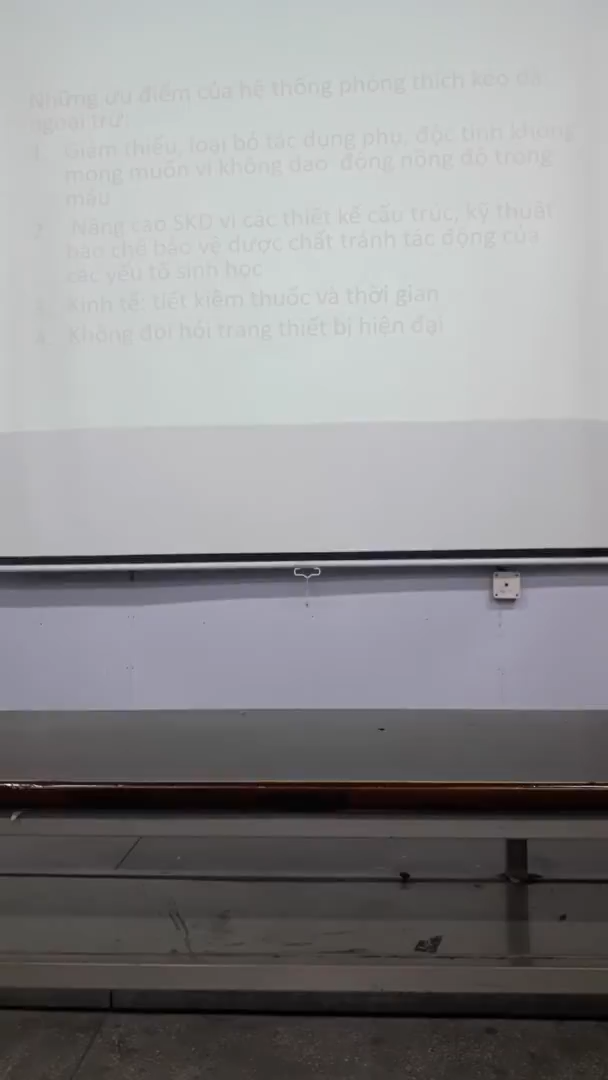 Những ưu điểm của hệ thống phóng thích kéo dài
ngoại trừ:
1. Giảm thiểu, loại bỏ tác dụng phụ, độc tính không
mong muốn vì không dao động nồng độ trong
máu
2. Nâng cao SKD vì các thiết kế cấu trúc, kỹ thuật
bào chế bảo vệ dược chất tránh tác động của
các yếu tố sinh học
3. Kinh tế: tiết kiệm thuốc và thời gian
4. Không đòi hỏi trang thiết bị hiện đại